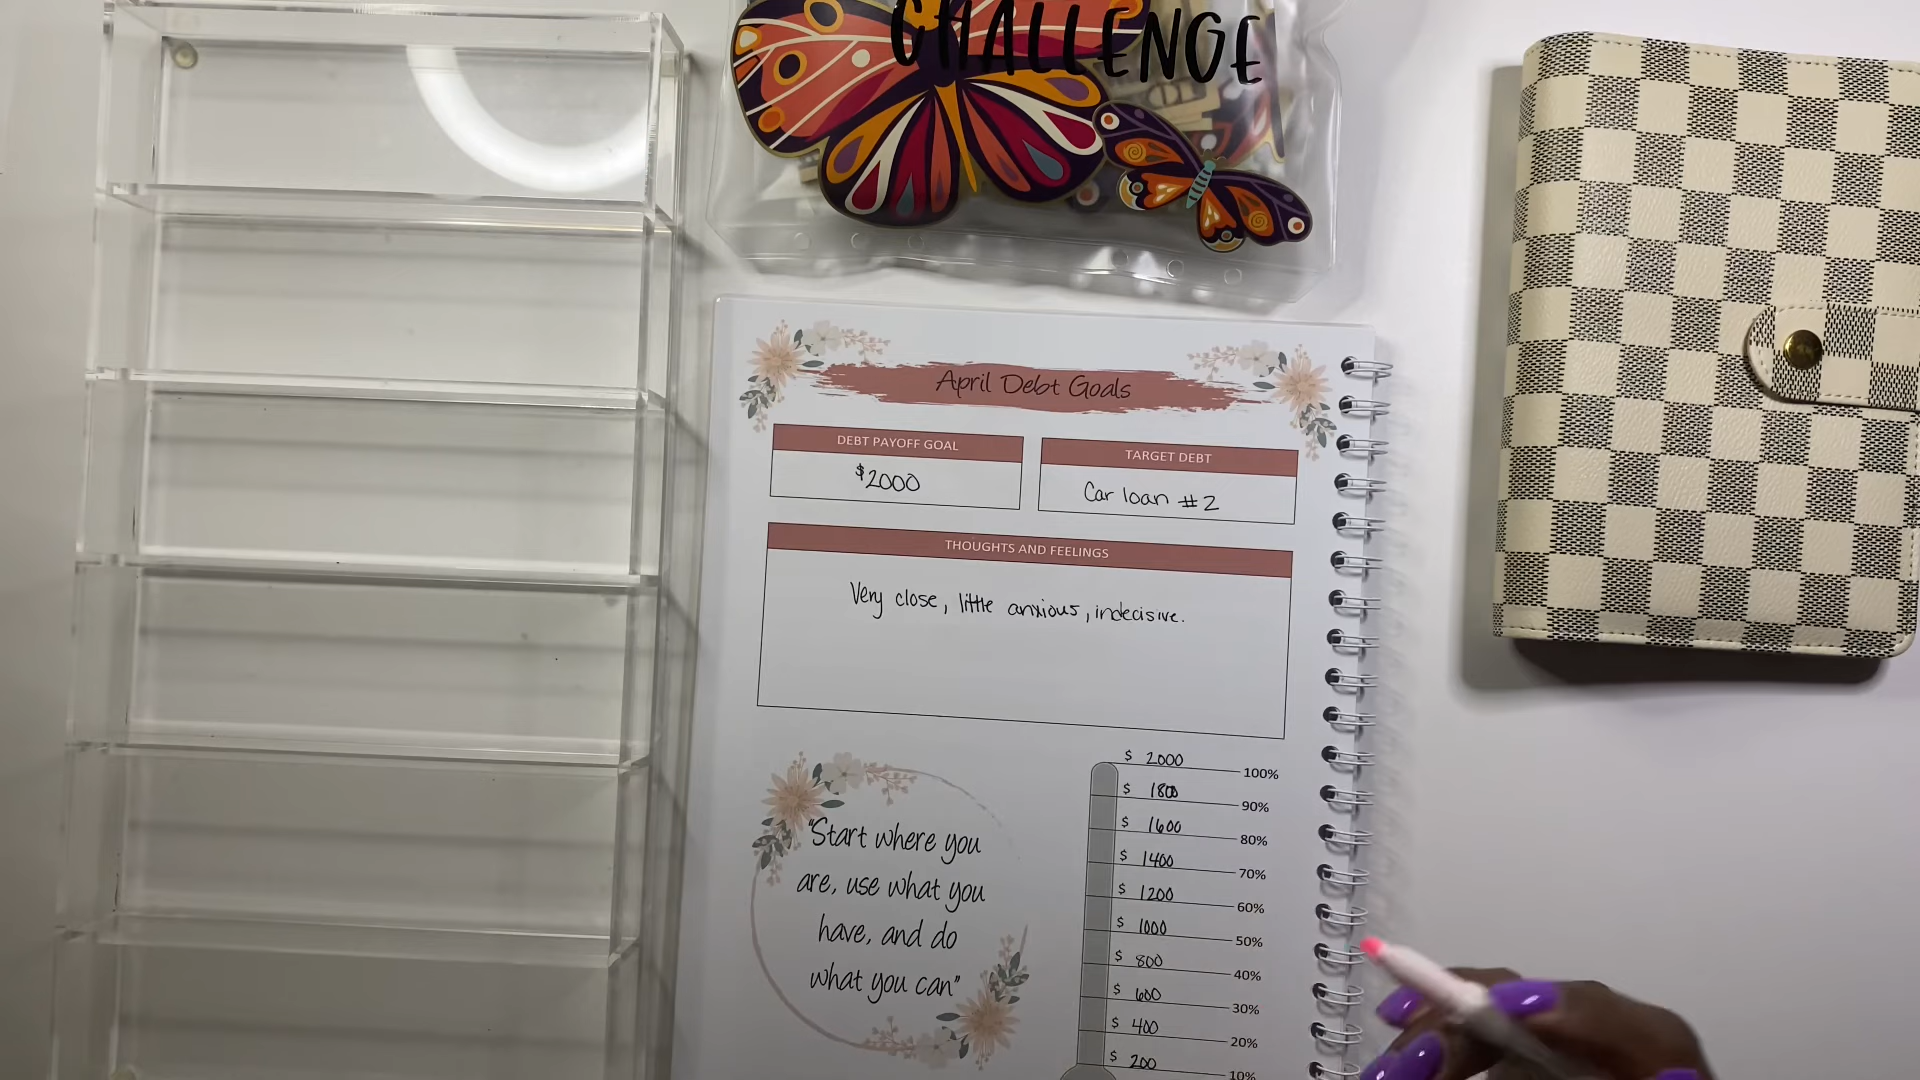 CHALLENGE
April Debt Goals
DEBT PAYOFF GOAL
$2000
TARGET DEBT
Car loan #2
THOUGHTS AND FEELINGS
Very close, little anxious, indecisive.
"Start where you
are, use what you
have, and do
what you can"
$ 2000 100%
$ 1800 90%
$ 1600 80%
$ 1400 70%
$ 1200 60%
$ 1000 50%
$ 800 40%
$ 600 30%
$ 400 20%
$ 200 10%